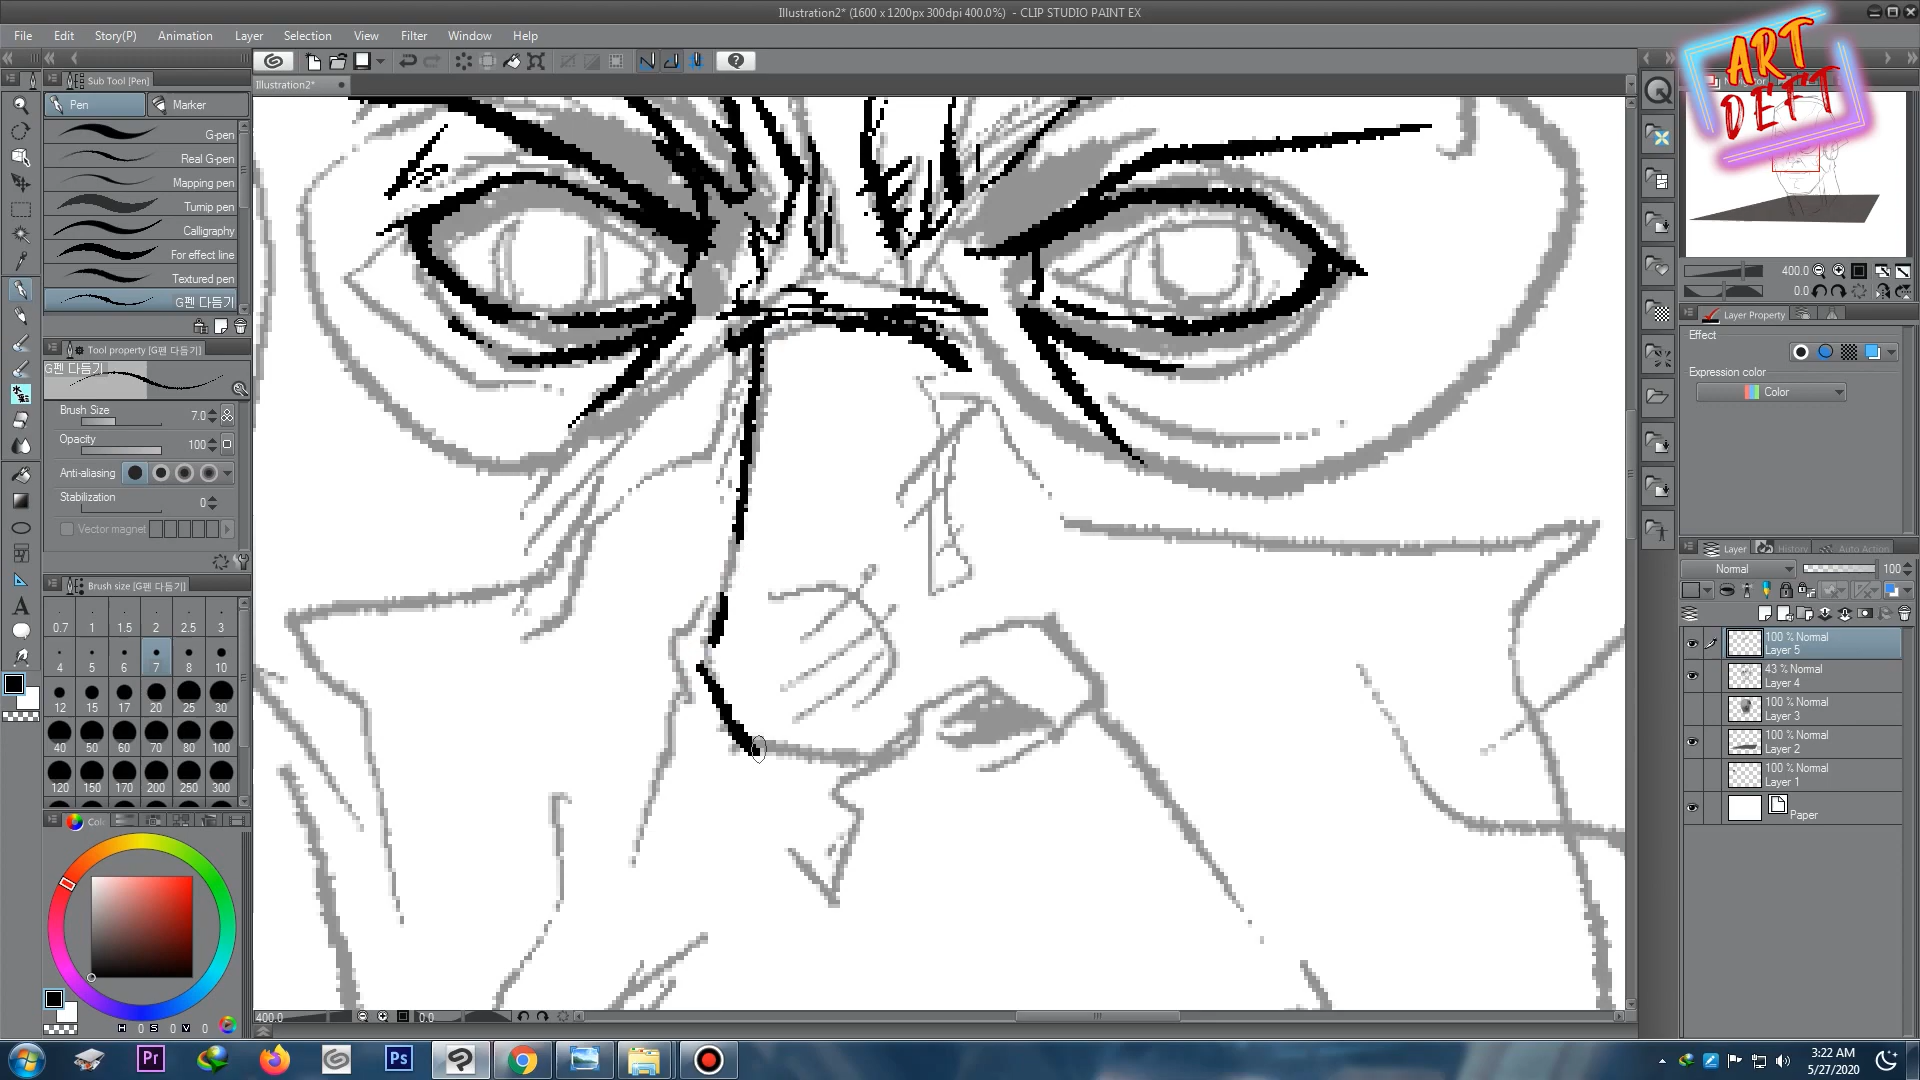 Illustration2* (1600 x 1200px 300dpi 400.0%) - CLIP STUDIO PAINT EX
File Edit Story(P) Animation Layer Selection View Filter Window Help
ART
DEFT
Sub Tool [Pen]
Illustration2*
Pen Marker
G-pen
Real G-pen
Mapping pen
Turnip pen
Calligraphy
For effect line
Textured pen
G펜 다듬기
Tool property [G펜 다듬기]
G펜 다듬기
Brush Size 7.0
Opacity 100
Anti-aliasing
Stabilization 0
Vector magnet
Brush size [G펜 다듬기]
0.7 1 1.5 2 2.5 3
4 5 6 7 8 10
12 15 17 20 25 30
40 50 60 70 80 100
120 150 170 200 250 300
H 0 S 0 V 0
400.0 0.0
400.0
0.0
Layer Property
Effect
Expression color
Color
Layer History Auto Action
Normal 100
100 % Normal
Layer 5
43 % Normal
Layer 4
100 % Normal
Layer 3
100 % Normal
Layer 2
100 % Normal
Layer 1
Paper
Pr
Ps
3:22 AM
5/27/2020